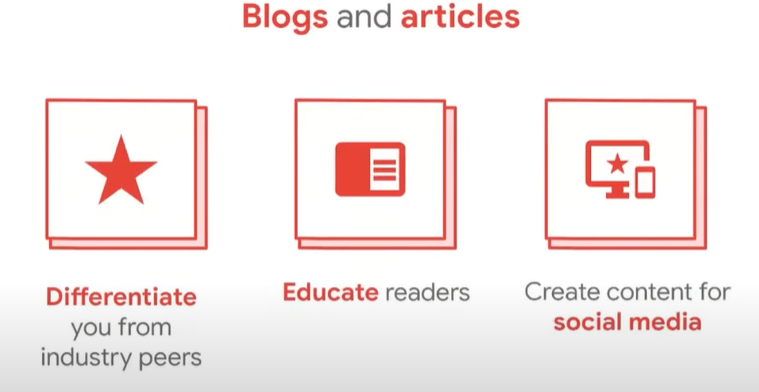 Blogs and articles
Differentiate
you from
industry peers
Educate readers
Create content for
social media